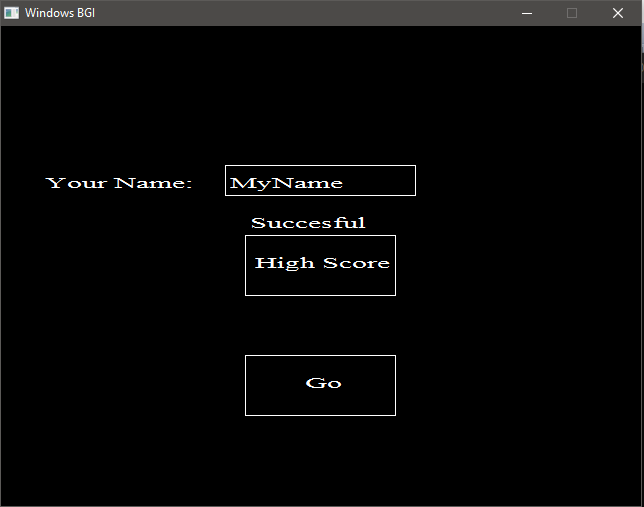 Windows BGI
Your Name: MyName
Succesful
High Score
Go